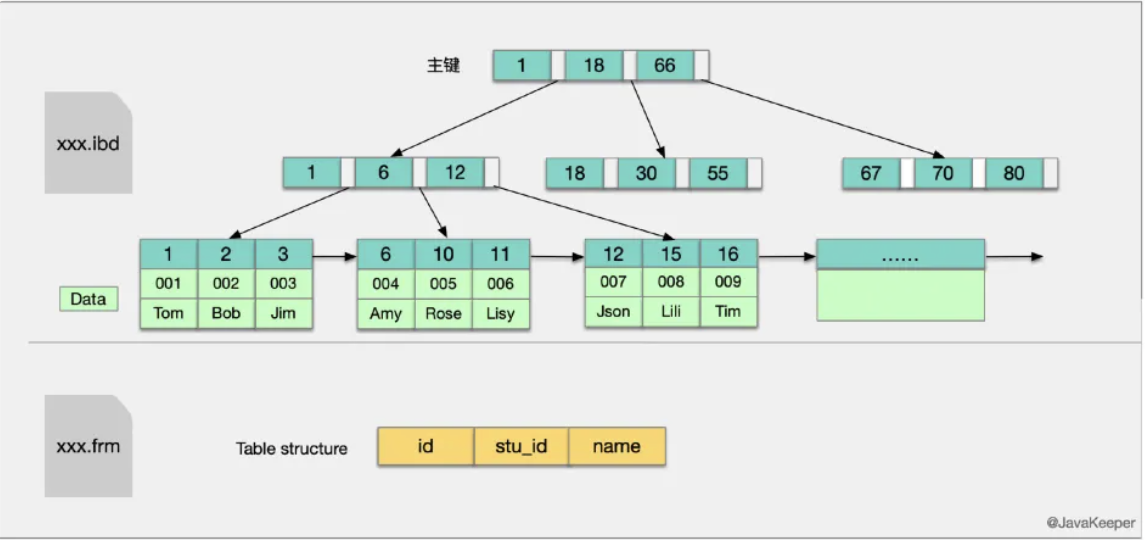 主键 1 18 66
xxx.ibd
1 6 12 18 30 55 67 70 80
1 2 3 6 10 11 12 15 16 ……
001 002 003 004 005 006 007 008 009
Data
Tom Bob Jim Amy Rose Lisy Json Lili Tim
xxx.frm
Table structure id stu_id name
@JavaKeeper